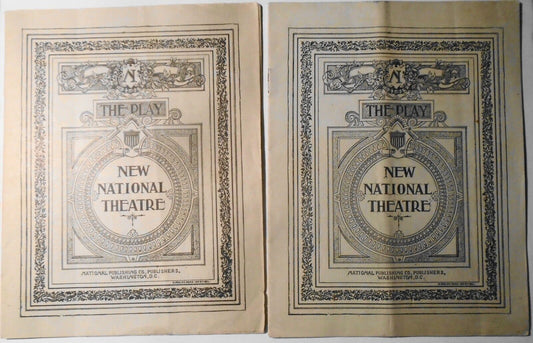 N
THE PLAY
NEW
NATIONAL
THEATRE
NATIONAL PUBLISHING CO. PUBLISHERS,
WASHINGTON, D.C.
N
THE PLAY
NEW
NATIONAL
THEATRE
NATIONAL PUBLISHING CO. PUBLISHERS,
WASHINGTON, D.C.